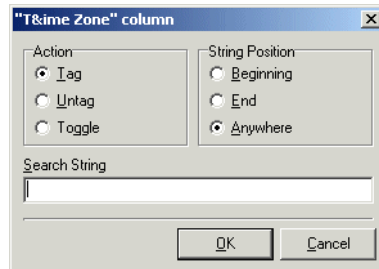 "T&ime Zone" column
Action
Tag
Untag
Toggle
String Position
Beginning
End
Anywhere
Search String
OK
Cancel